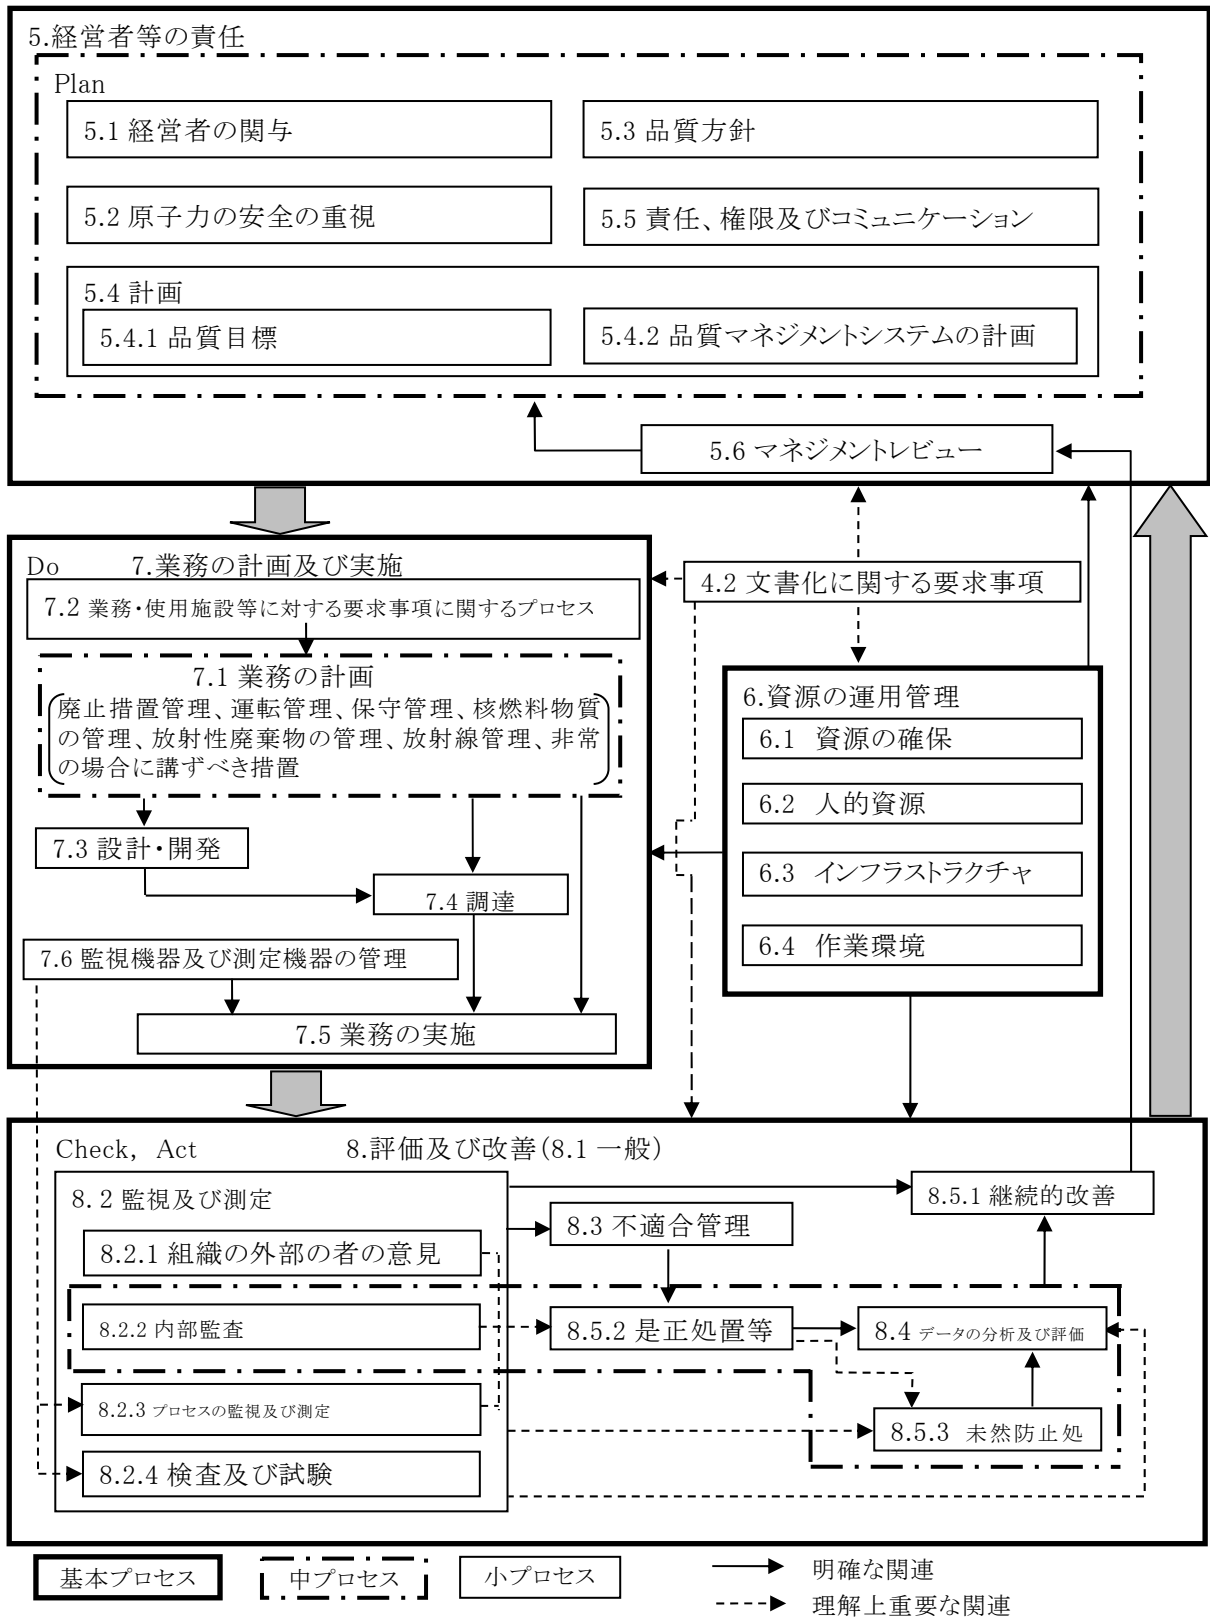 5.経営者等の責任
Plan
5.1 経営者の関与
5.3 品質方針
5.2 原子力の安全の重視
5.5 責任、権限及びコミュニケーション
5.4 計画
5.4.1 品質目標
5.4.2 品質マネジメントシステムの計画
5.6 マネジメントレビュー
Do 7.業務の計画及び実施
7.2 業務・使用施設等に対する要求事項に関するプロセス
7.1 業務の計画
廃止措置管理、運転管理、保守管理、核燃料物質
の管理、放射性廃棄物の管理、放射線管理、非常
の場合に講ずべき措置
7.3 設計・開発
7.4 調達
7.6 監視機器及び測定機器の管理
7.5 業務の実施
4.2 文書化に関する要求事項
6.資源の運用管理
6.1 資源の確保
6.2 人的資源
6.3 インフラストラクチャ
6.4 作業環境
Check, Act 8.評価及び改善(8.1 一般)
8.2 監視及び測定
8.2.1 組織の外部の者の意見
8.2.2 内部監査
8.2.3 プロセスの監視及び測定
8.2.4 検査及び試験
8.3 不適合管理
8.5.1 継続的改善
8.5.2 是正処置等
8.4 データの分析及び評価
8.5.3 未然防止処
基本プロセス
中プロセス
小プロセス
明確な関連
理解上重要な関連